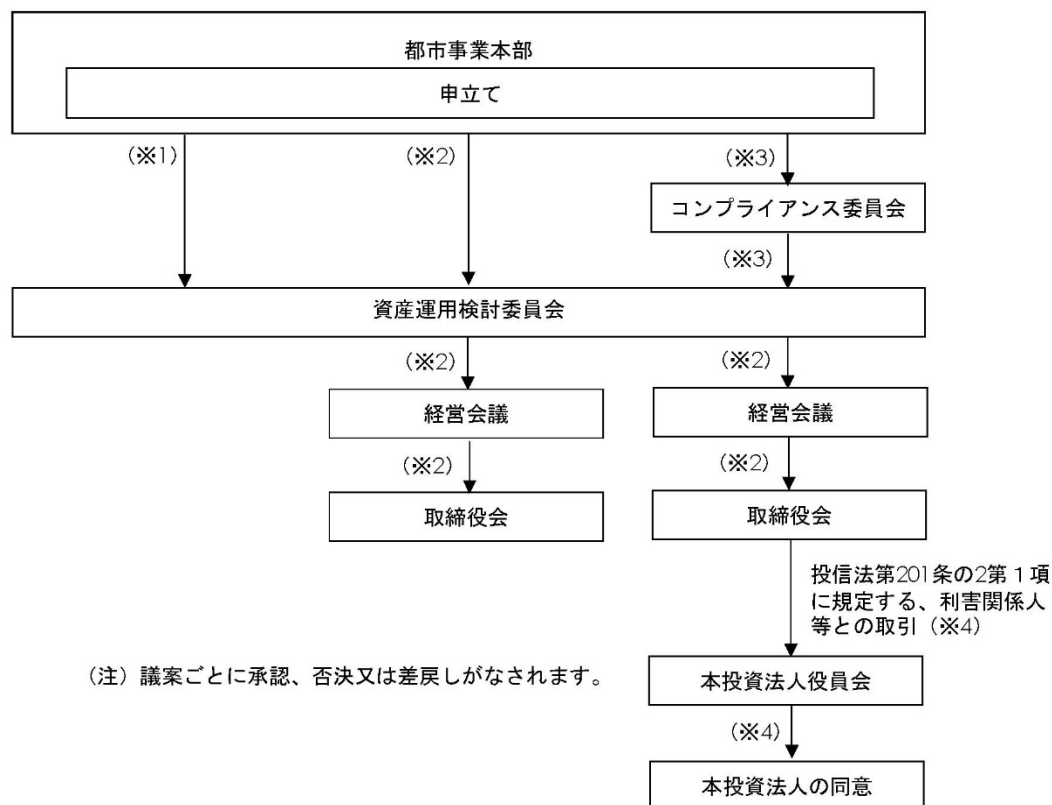 都市事業本部
申立て
(※1)
(※2)
(※3)
コンプライアンス委員会
(※3)
資産運用検討委員会
(※2)
(※2)
経営会議
経営会議
(※2)
(※2)
取締役会
取締役会
投信法第201条の2第1項
に規定する、利害関係人
等との取引(※4)
(注)議案ごとに承認、否決又は差戻しがなされます。
本投資法人役員会
(※4)
本投資法人の同意